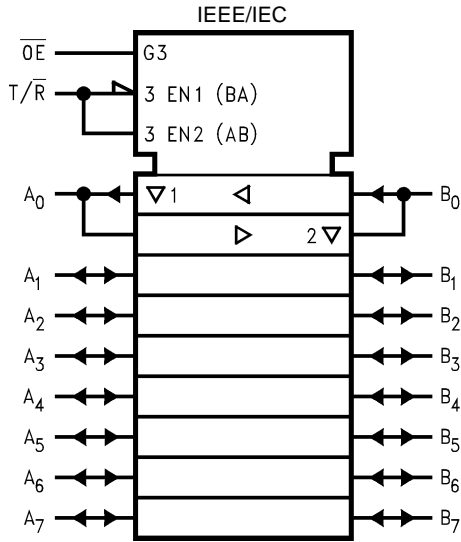 IEEE/IEC
O̅E̅ G3
T/R̅ 3 EN1 (BA)
3 EN2 (AB)
A0 ▽ 1 ◁ B0
▷ 2 ▽
A1 B1
A2 B2
A3 B3
A4 B4
A5 B5
A6 B6
A7 B7